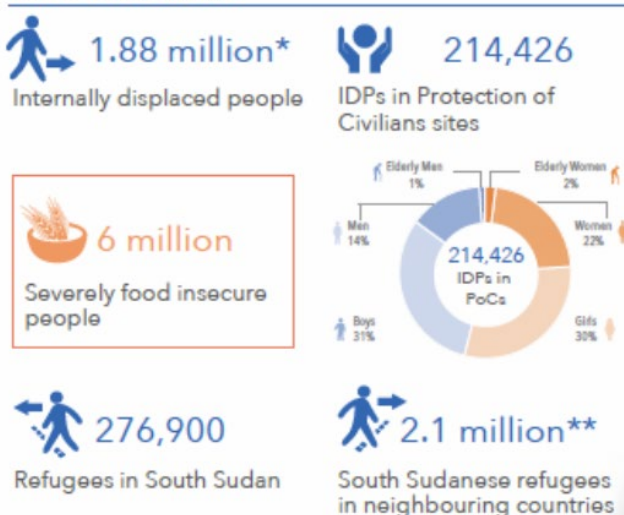 1.88 million*
Internally displaced people
214,426
IDPs in Protection of
Civilians sites
6 million
Severely food insecure
people
Elderly Men
1%
Elderly Women
2%
Men
14%
Women
22%
214,426
IDPs in
PoCs
Boys
31%
Girls
30%
276,900
Refugees in South Sudan
2.1 million**
South Sudanese refugees
in neighbouring countries